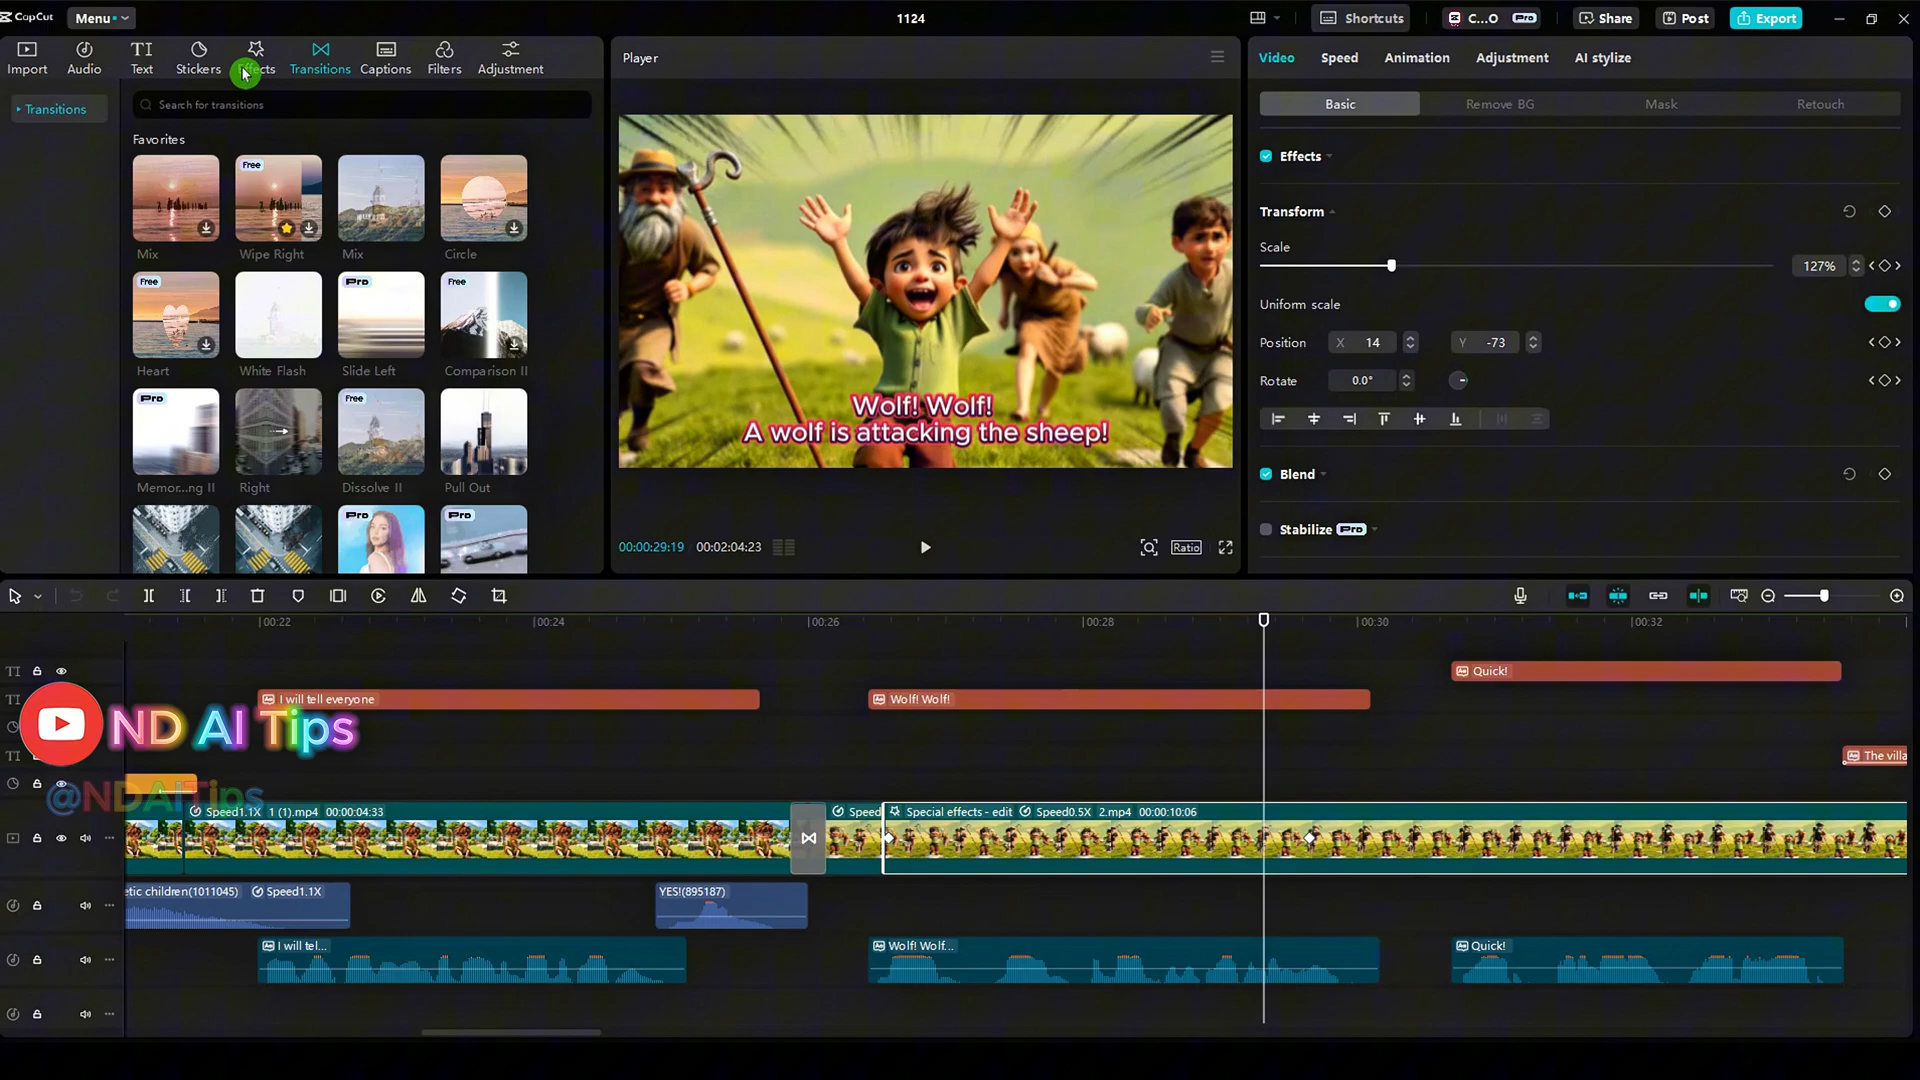 CapCut
Menu
1124
Shortcuts
C...O
Pro
Share
Post
Export
Import
Audio
Text
Stickers
Transitions
Captions
Filters
Adjustment
Transitions
Search for transitions
Favorites
Free
Mix
Wipe Right
Mix
Circle
Free
Pro
Free
Heart
White Flash
Slide Left
Comparison II
Pro
Free
Memor...ng II
Right
Dissolve II
Pull Out
Pro
Pro
Player
Wolf! Wolf!
A wolf is attacking the sheep!
00:00:29:19
00:02:04:23
Ratio
Video
Speed
Animation
Adjustment
AI stylize
Basic
Remove BG
Mask
Retouch
Effects
Transform
Scale
127%
Uniform scale
Position
X 14
Y -73
Rotate
0.0°
Blend
Stabilize Pro
00:22
00:24
00:26
00:28
00:30
00:32
Quick!
I will tell everyone
Wolf! Wolf!
ND AI Tips
The villa
@NDAITips
Speed1.1X 1 (1).mp4 00:00:04:33
Speed
Special effects - edit Speed0.5X 2.mp4 00:00:10:06
etic children(1011045) Speed1.1X
YES!(895187)
I will tel...
Wolf! Wolf...
Quick!